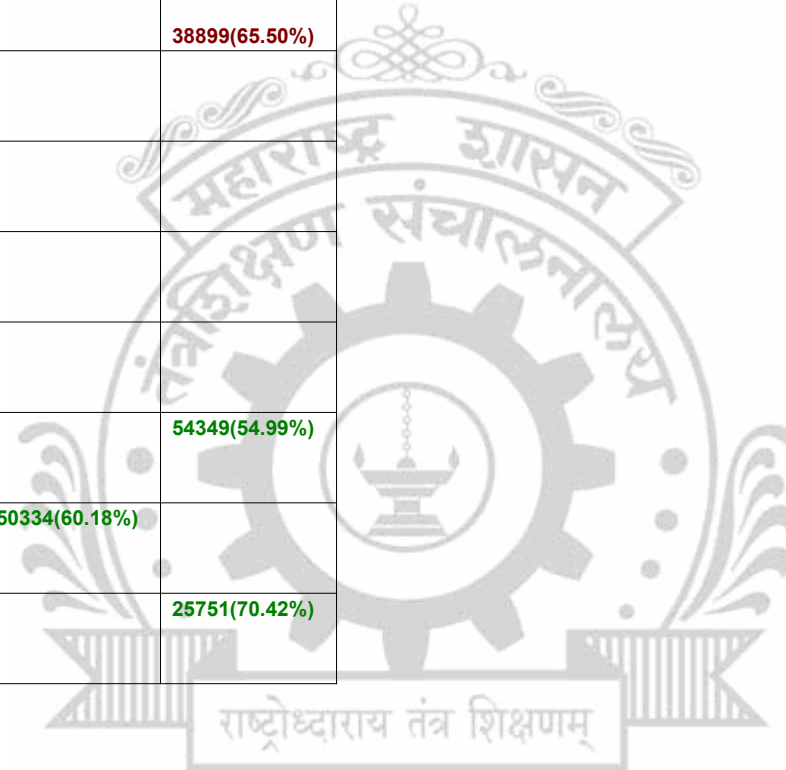 38899(65.50%)
महाराष्ट्र शासन
तंत्रशिक्षण संचालनालय
54349(54.99%)
50334(60.18%)
25751(70.42%)
राष्ट्रोध्दाराय तंत्र शिक्षणम्